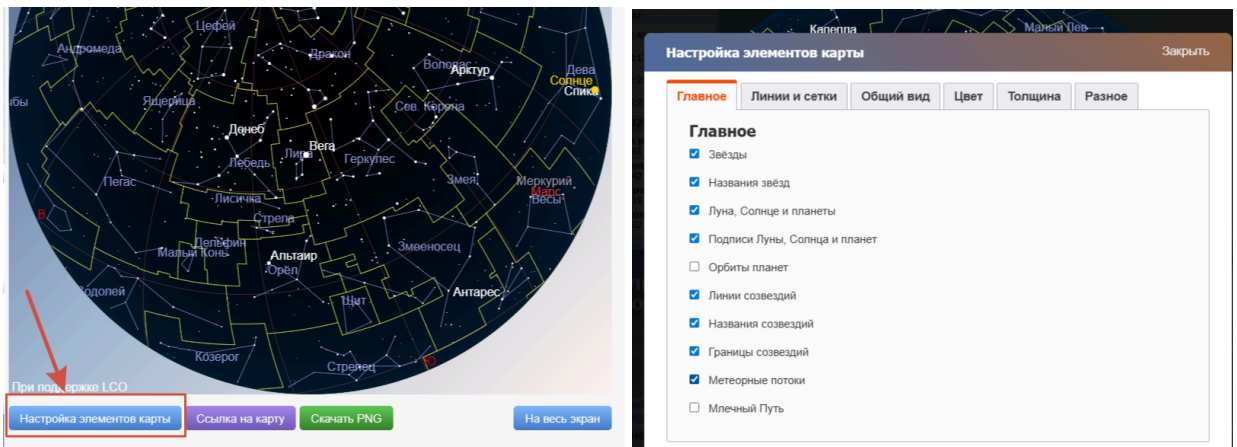 Цефей
Андромеда
Дракон
Волопас
Арктур
Дева
Солнце
Спика
Ящерица
Сев. Корона
Денеб
Вега
Лира
Лебедь
Геркулес
Пегас
Змея
Меркурий
Марс
Весы
Лисичка
В
Стрела
Дельфин
Малый Конь
Змееносец
Альтаир
Орёл
Водолей
Щит
Антарес
Козерог
Стрелец
Ю
При поддержке LCO
Настройка элементов карты
Ссылка на карту
Скачать PNG
На весь экран
Капелла
Малый Лев
Настройка элементов карты
Закрыть
Главное
Линии и сетки
Общий вид
Цвет
Толщина
Разное
Главное
Звёзды
Названия звёзд
Луна, Солнце и планеты
Подписи Луны, Солнца и планет
Орбиты планет
Линии созвездий
Названия созвездий
Границы созвездий
Метеорные потоки
Млечный Путь